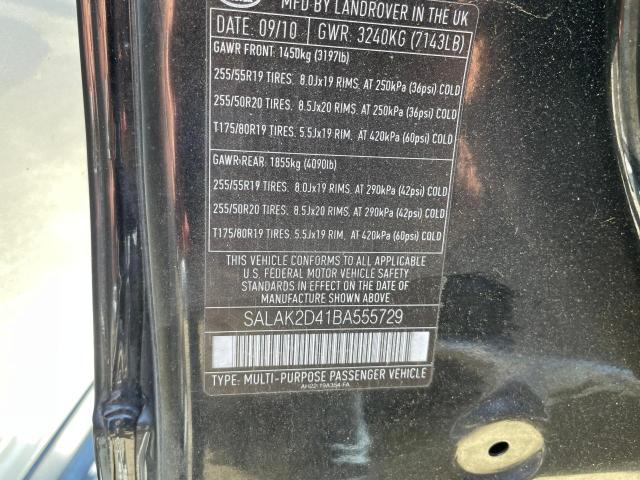 MFD BY LANDROVER IN THE UK
DATE: 09/10 GWR: 3240KG (7143LB)
GAWR FRONT: 1450kg (3197lb)
255/55R19 TIRES. 8.0Jx19 RIMS. AT 250kPa (36psi) COLD
255/50R20 TIRES. 8.5Jx20 RIMS. AT 250kPa (36psi) COLD
T175/80R19 TIRES. 5.5Jx19 RIM. AT 420kPa (60psi) COLD
GAWR REAR: 1855kg (4090lb)
255/55R19 TIRES. 8.0Jx19 RIMS. AT 290kPa (42psi) COLD
255/50R20 TIRES. 8.5Jx20 RIMS. AT 290kPa (42psi) COLD
T175/80R19 TIRES. 5.5Jx19 RIM. AT 420kPa (60psi) COLD
THIS VEHICLE CONFORMS TO ALL APPLICABLE
U.S. FEDERAL MOTOR VEHICLE SAFETY
STANDARDS IN EFFECT ON THE DATE OF
MANUFACTURE SHOWN ABOVE
SALAK2D41BA555729
TYPE: MULTI-PURPOSE PASSENGER VEHICLE
AH22-19A354-FA